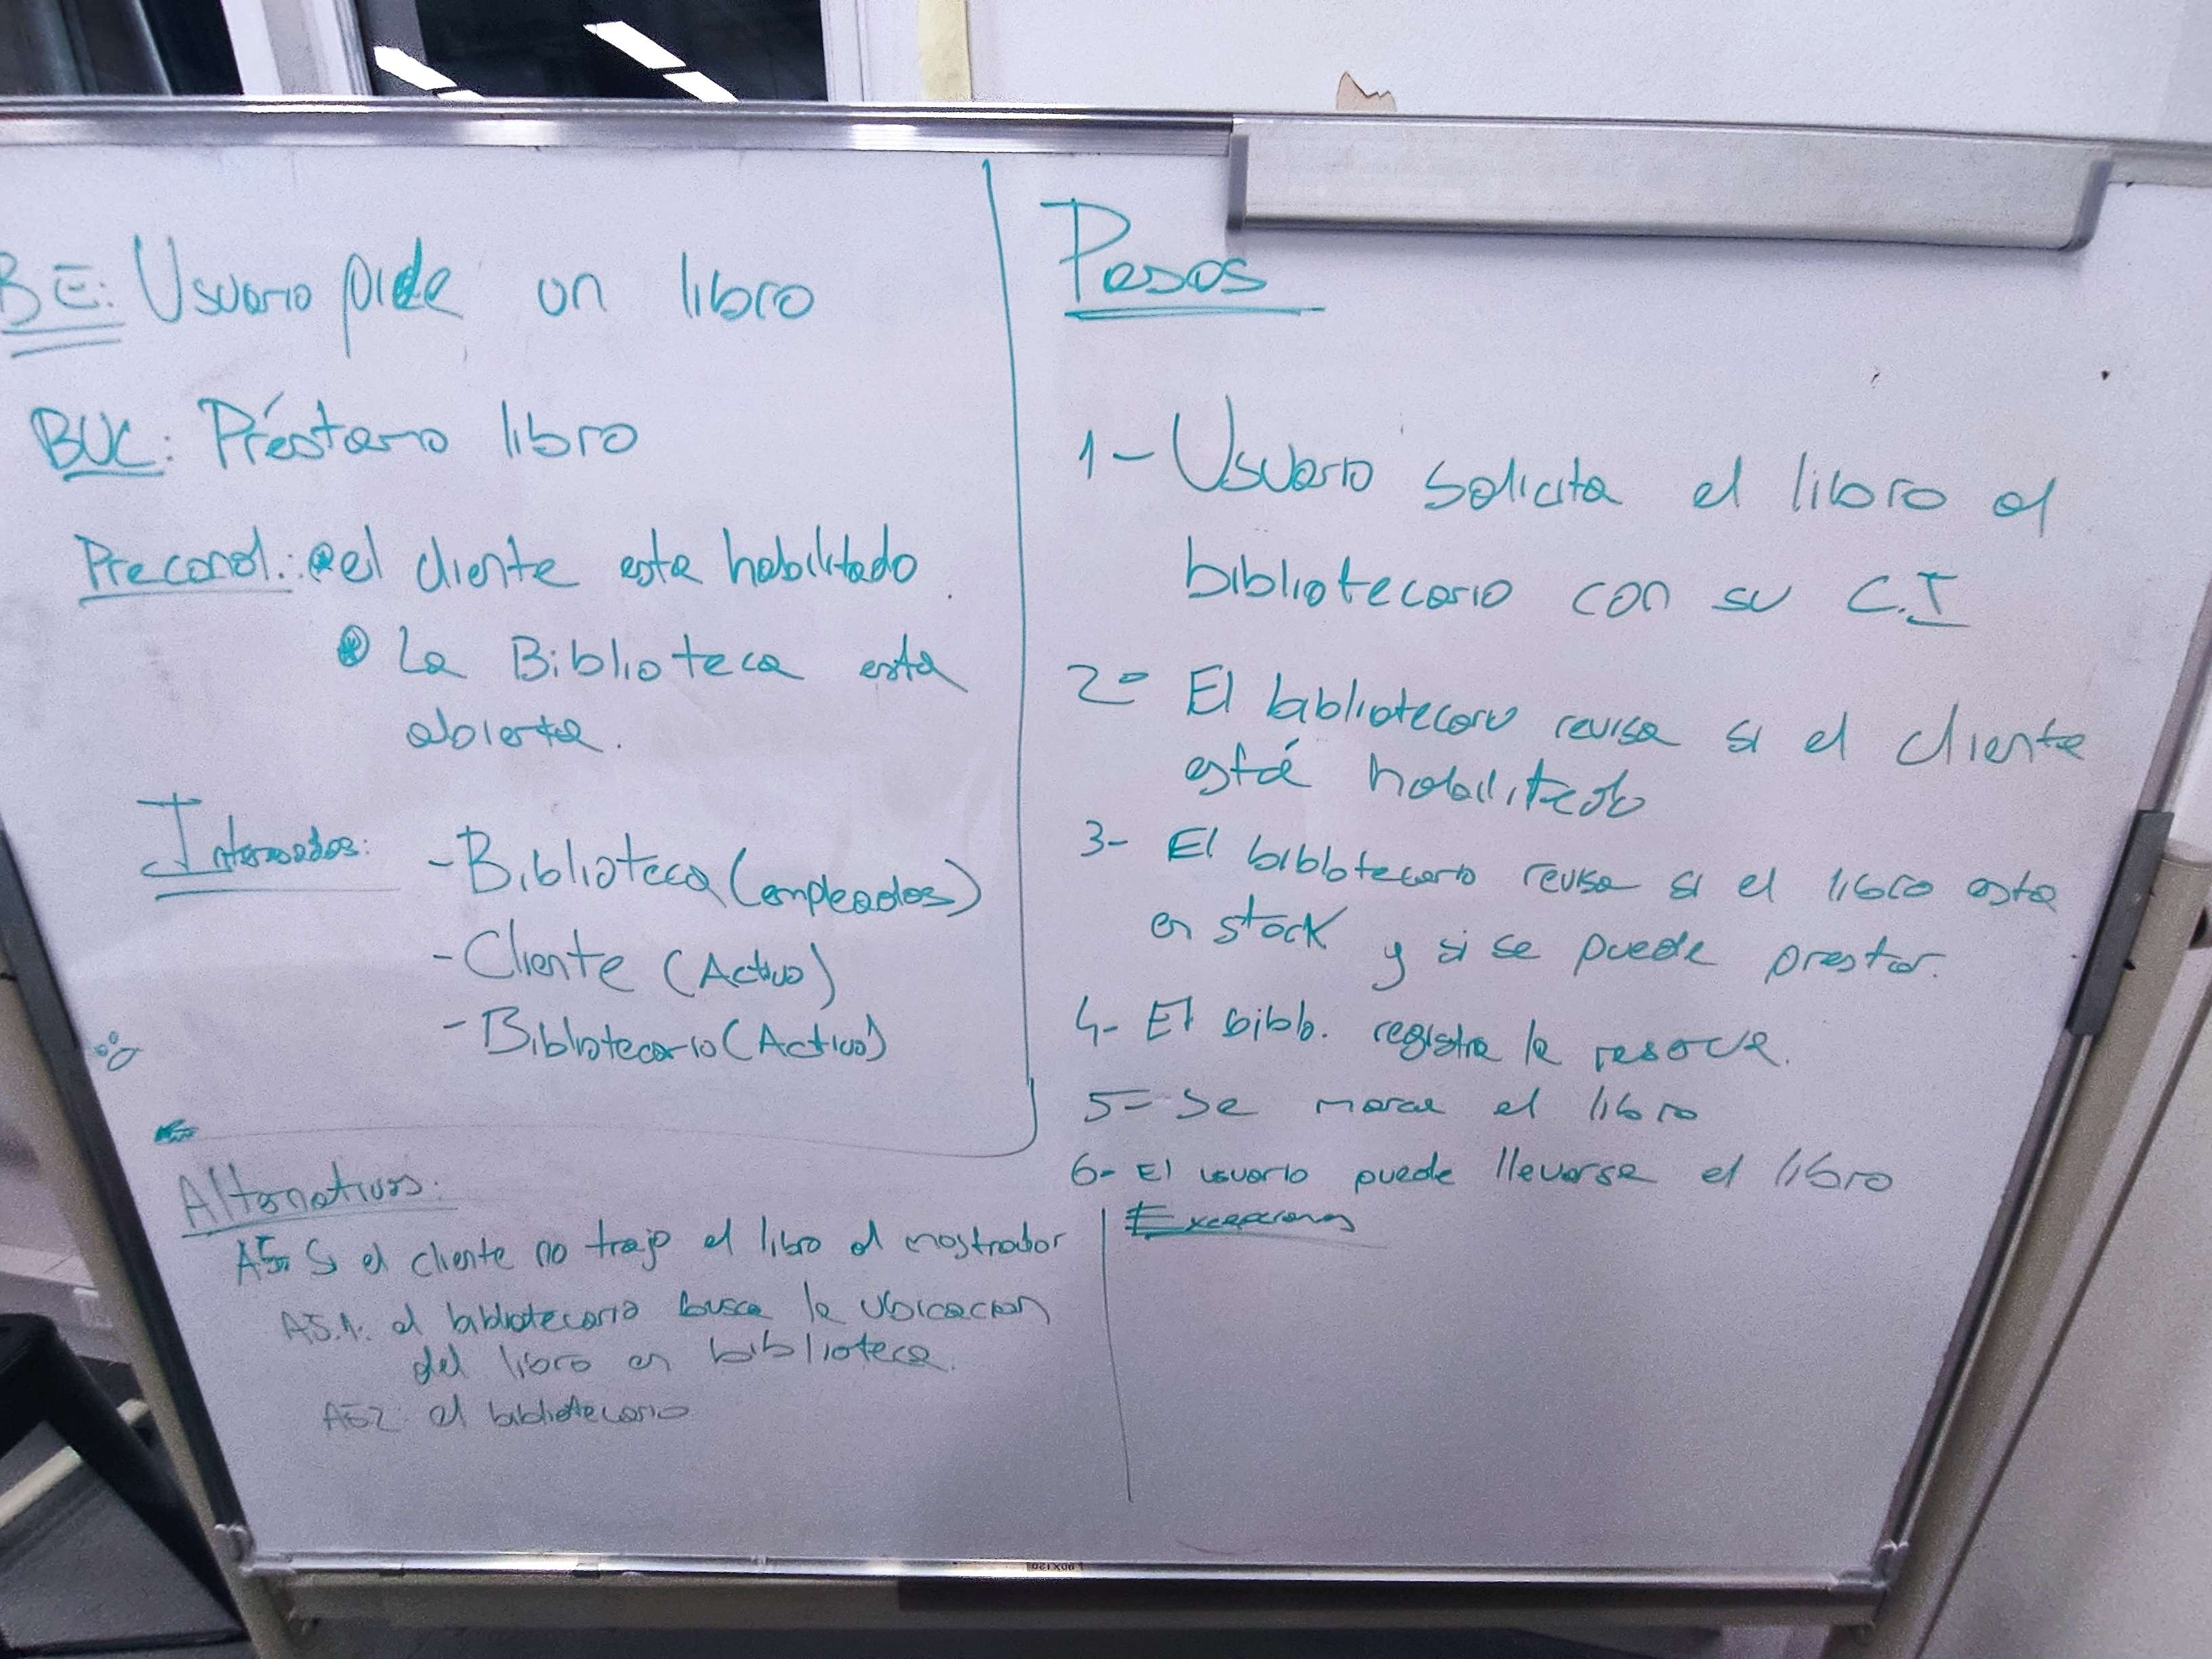 BE: Usuario pide un libro
BUC: Préstamo libro
Precond.: el cliente esta habilitado
La Biblioteca esta
abierta.
Interesados:
- Biblioteca (empleados)
- Cliente (Activo)
- Bibliotecario (Activo)
Alternativas:
A5. Si el cliente no trajo el libro al mostrador
A5.1. el bibliotecario busca la ubicacion
del libro en biblioteca.
A5.2 el bibliotecario
Pasos
1- Usuario solicita el libro al
bibliotecario con su C.I
2- El bibliotecario revisa si el cliente
está habilitado
3- El bibliotecario revisa si el libro esta
en stock y si se puede prestar.
4- El biblo. registra la reserva.
5- Se marca el libro
6- El usuario puede llevarse el libro
Excepciones